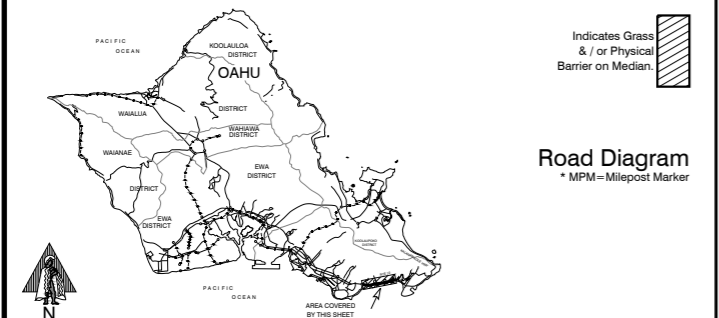 PACIFIC
OCEAN
KOOLAULOA
DISTRICT
OAHU
WAIALUA
DISTRICT
WAHIAWA
DISTRICT
WAIANAE
EWA
DISTRICT
DISTRICT
EWA
DISTRICT
KOOLAUPOKO
DISTRICT
PACIFIC
OCEAN
AREA COVERED
BY THIS SHEET
N
Indicates Grass
& / or Physical
Barrier on Median.
Road Diagram
* MPM=Milepost Marker